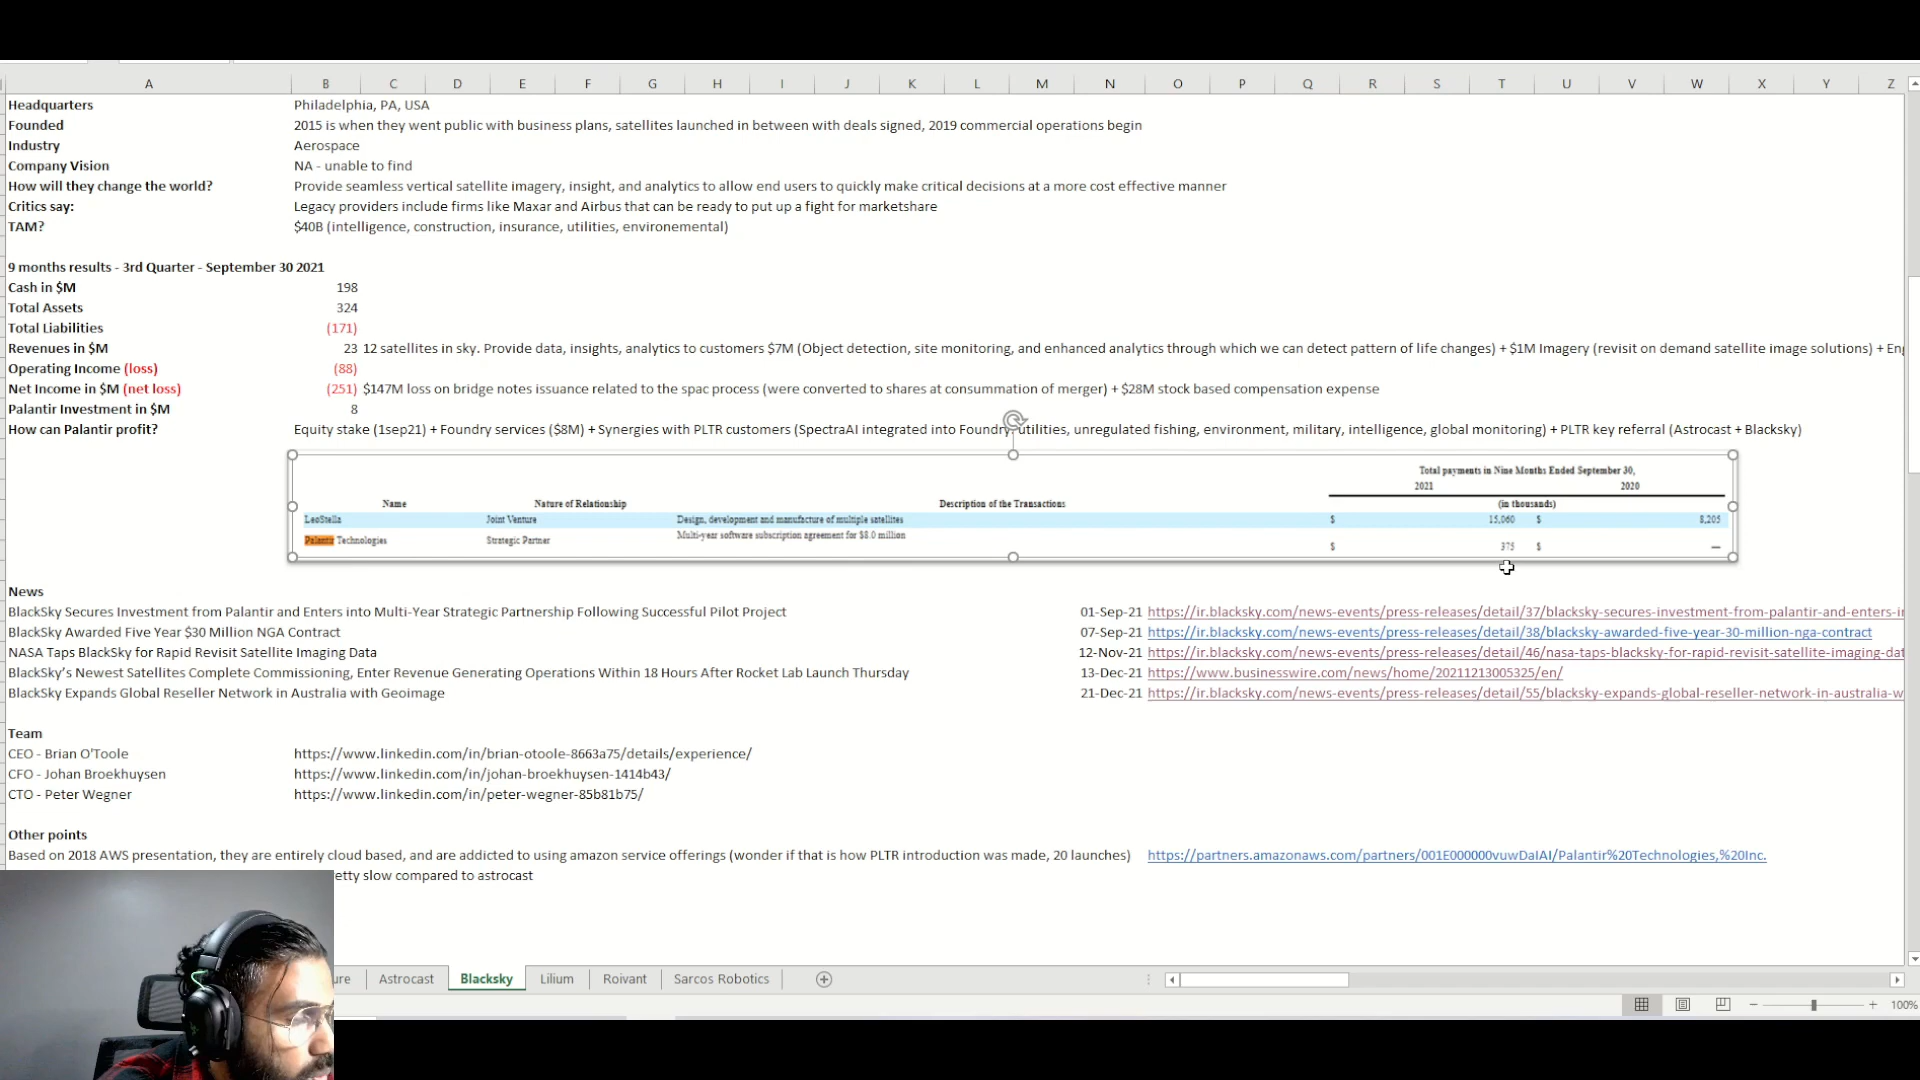 A B C D E F G H I J K L M N O P Q R S T U V W X Y Z
Headquarters Philadelphia, PA, USA
Founded 2015 is when they went public with business plans, satellites launched in between with deals signed, 2019 commercial operations begin
Industry Aerospace
Company Vision NA - unable to find
How will they change the world? Provide seamless vertical satellite imagery, insight, and analytics to allow end users to quickly make critical decisions at a more cost effective manner
Critics say: Legacy providers include firms like Maxar and Airbus that can be ready to put up a fight for marketshare
TAM? $40B (intelligence, construction, insurance, utilities, environemental)
9 months results - 3rd Quarter - September 30 2021
Cash in $M 198
Total Assets 324
Total Liabilities (171)
Revenues in $M 23 12 satellites in sky. Provide data, insights, analytics to customers $7M (Object detection, site monitoring, and enhanced analytics through which we can detect pattern of life changes) + $1M Imagery (revisit on demand satellite image solutions) +
Operating Income (loss) (88)
Net Income in $M (net loss) (251) $147M loss on bridge notes issuance related to the spac process (were converted to shares at consummation of merger) + $28M stock based compensation expense
Palantir Investment in $M 8
How can Palantir profit? Equity stake (1sep21) + Foundry services ($8M) + Synergies with PLTR customers (SpectraAI integrated into Foundry, utilities, unregulated fishing, environment, military, intelligence, global monitoring) + PLTR key referral (Astrocast + Blacksky)
Total payments in Nine Months Ended September 30,
2021 2020
Name Nature of Relationship Description of the Transactions (in thousands)
LeoStella Joint Venture Design, development and manufacture of multiple satellites $ 15,060 $ 8,205
Palantir Technologies Strategic Partner Multi-year software subscription agreement for $8.0 million $ 375 $ —
News
BlackSky Secures Investment from Palantir and Enters into Multi-Year Strategic Partnership Following Successful Pilot Project 01-Sep-21 https://ir.blacksky.com/news-events/press-releases/detail/37/blacksky-secures-investment-from-palantir-and-enters-i
BlackSky Awarded Five Year $30 Million NGA Contract 07-Sep-21 https://ir.blacksky.com/news-events/press-releases/detail/38/blacksky-awarded-five-year-30-million-nga-contract
NASA Taps BlackSky for Rapid Revisit Satellite Imaging Data 12-Nov-21 https://ir.blacksky.com/news-events/press-releases/detail/46/nasa-taps-blacksky-for-rapid-revisit-satellite-imaging-dat
BlackSky’s Newest Satellites Complete Commissioning, Enter Revenue Generating Operations Within 18 Hours After Rocket Lab Launch Thursday 13-Dec-21 https://www.businesswire.com/news/home/20211213005325/en/
BlackSky Expands Global Reseller Network in Australia with Geoimage 21-Dec-21 https://ir.blacksky.com/news-events/press-releases/detail/55/blacksky-expands-global-reseller-network-in-australia-w
Team
CEO - Brian O'Toole https://www.linkedin.com/in/brian-otoole-8663a75/details/experience/
CFO - Johan Broekhuysen https://www.linkedin.com/in/johan-broekhuysen-1414b43/
CTO - Peter Wegner https://www.linkedin.com/in/peter-wegner-85b81b75/
Other points
Based on 2018 AWS presentation, they are entirely cloud based, and are addicted to using amazon service offerings (wonder if that is how PLTR introduction was made, 20 launches) https://partners.amazonaws.com/partners/001E000000vuwDaIAI/Palantir%20Technologies,%20Inc.
etty slow compared to astrocast
ure Astrocast Blacksky Lilium Roivant Sarcos Robotics
100%